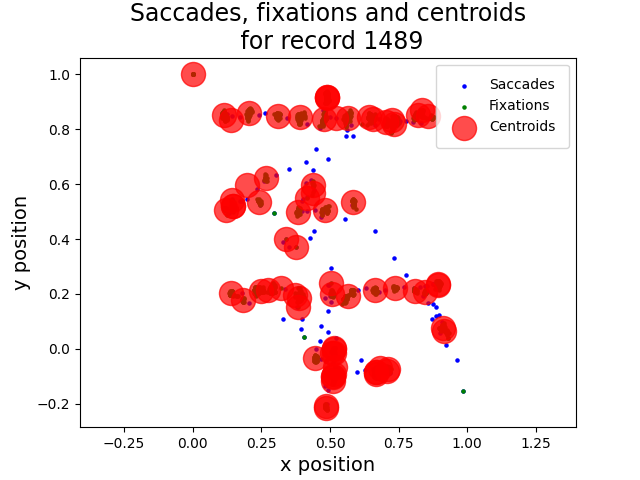 Saccades, fixations and centroids
for record 1489
Saccades
Fixations
Centroids
y position
1.0
0.8
0.6
0.4
0.2
0.0
−0.2
−0.25
0.00
0.25
0.50
0.75
1.00
1.25
x position